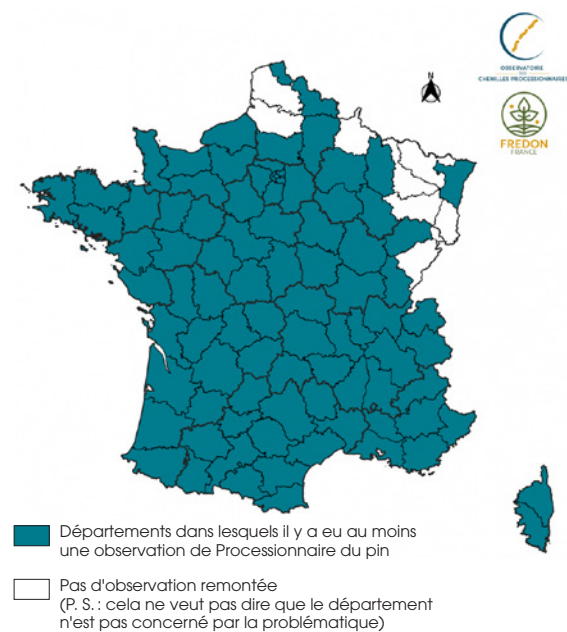 OBSERVATOIRE
DES
CHENILLES PROCESSIONNAIRES
N
FREDON
FRANCE
Départements dans lesquels il y a eu au moins
une observation de Processionnaire du pin
Pas d'observation remontée
(P. S. : cela ne veut pas dire que le département
n'est pas concerné par la problématique)